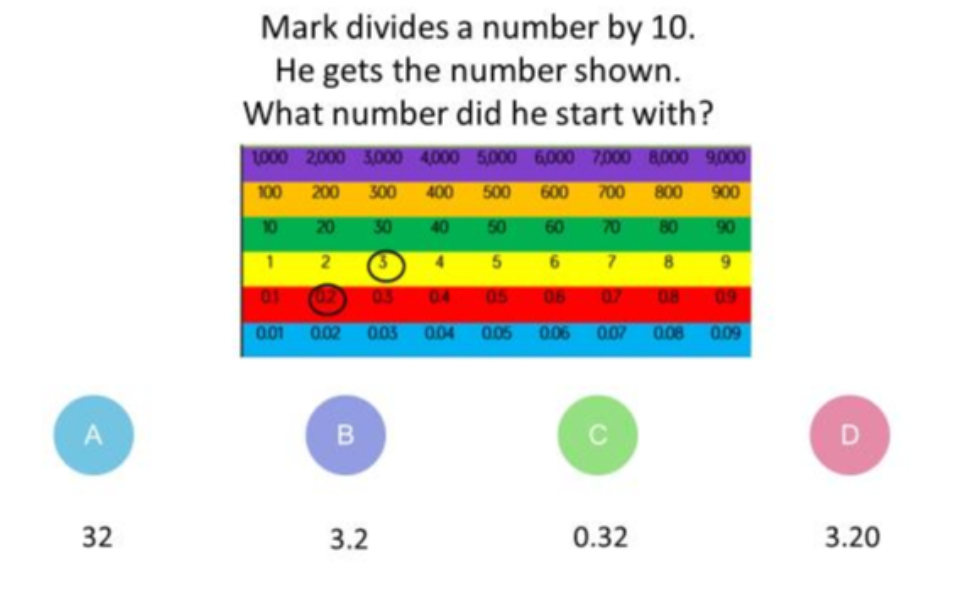 Mark divides a number by 10.
He gets the number shown.
What number did he start with?
1,000 2,000 3,000 4,000 5,000 6,000 7,000 8,000 9,000
100 200 300 400 500 600 700 800 900
10 20 30 40 50 60 70 80 90
1 2 3 4 5 6 7 8 9
0.1 0.2 0.3 0.4 0.5 0.6 0.7 0.8 0.9
0.01 0.02 0.03 0.04 0.05 0.06 0.07 0.08 0.09
A B C D
32 3.2 0.32 3.20